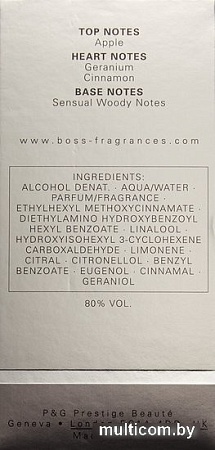 TOP NOTES
Apple
HEART NOTES
Geranium
Cinnamon
BASE NOTES
Sensual Woody Notes
www.boss-fragrances.com
INGREDIENTS:
ALCOHOL DENAT. · AQUA/WATER ·
PARFUM/FRAGRANCE ·
ETHYLHEXYL METHOXYCINNAMATE ·
DIETHYLAMINO HYDROXYBENZOYL
HEXYL BENZOATE · LINALOOL ·
HYDROXYISOHEXYL 3-CYCLOHEXENE
CARBOXALDEHYDE · LIMONENE ·
CITRAL · CITRONELLOL · BENZYL
BENZOATE · EUGENOL · CINNAMAL ·
GERANIOL
80% VOL.
P&G Prestige Beauté
Geneva • London
multicom.by